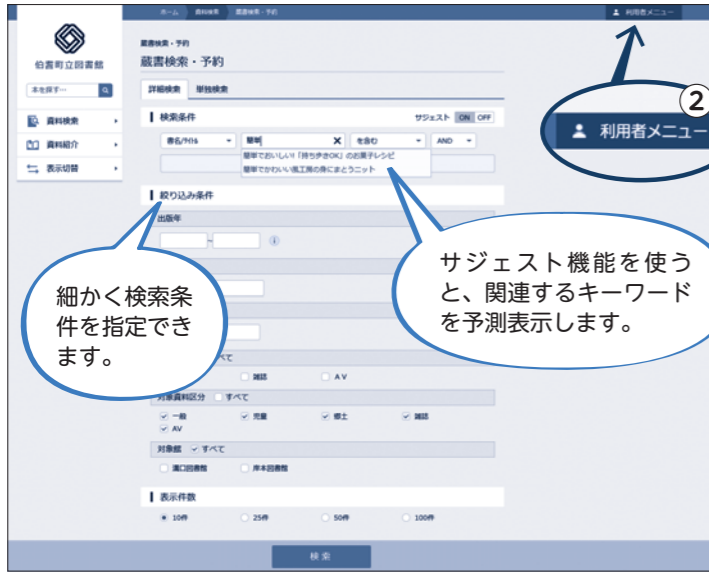 ホーム 資料検索 蔵書検索・予約
利用者メニュー
伯耆町立図書館
本を探す…
資料検索
資料紹介
表示切替
蔵書検索・予約
蔵書検索・予約
詳細検索 単独検索
検索条件 サジェスト ON OFF
書名/タイトル 簡単 X を含む AND
簡単でおいしい!「持ち歩きOK」のお菓子レシピ
簡単でかわいい風工房の身にまとうニット
② 
利用者メニュー
絞り込み条件
出版年
~
細かく検索条
件を指定でき
ます。
サジェスト機能を使う
と、関連するキーワード
を予測表示します。
べて
雑誌 AV
対象資料区分 すべて
一般 児童 郷土 雑誌
AV
対象館 すべて
溝口図書館 岸本図書館
表示件数
10件 25件 50件 100件
検索